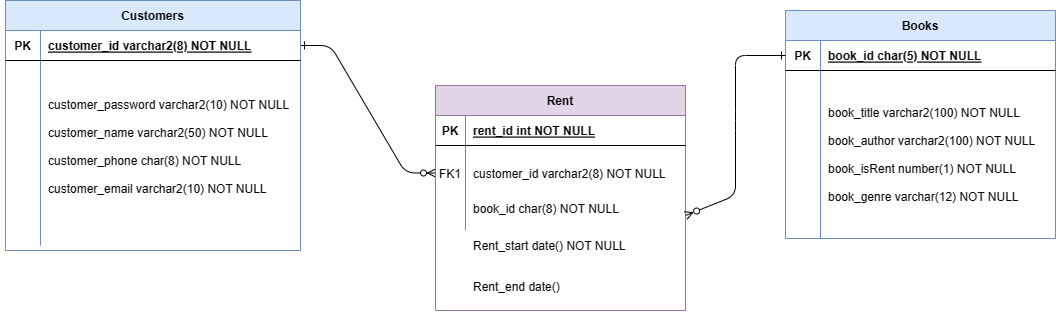 Customers
PK customer_id varchar2(8) NOT NULL
customer_password varchar2(10) NOT NULL
customer_name varchar2(50) NOT NULL
customer_phone char(8) NOT NULL
customer_email varchar2(10) NOT NULL
Rent
PK rent_id int NOT NULL
FK1 customer_id varchar2(8) NOT NULL
book_id char(8) NOT NULL
Rent_start date() NOT NULL
Rent_end date()
Books
PK book_id char(5) NOT NULL
book_title varchar2(100) NOT NULL
book_author varchar2(100) NOT NULL
book_isRent number(1) NOT NULL
book_genre varchar(12) NOT NULL